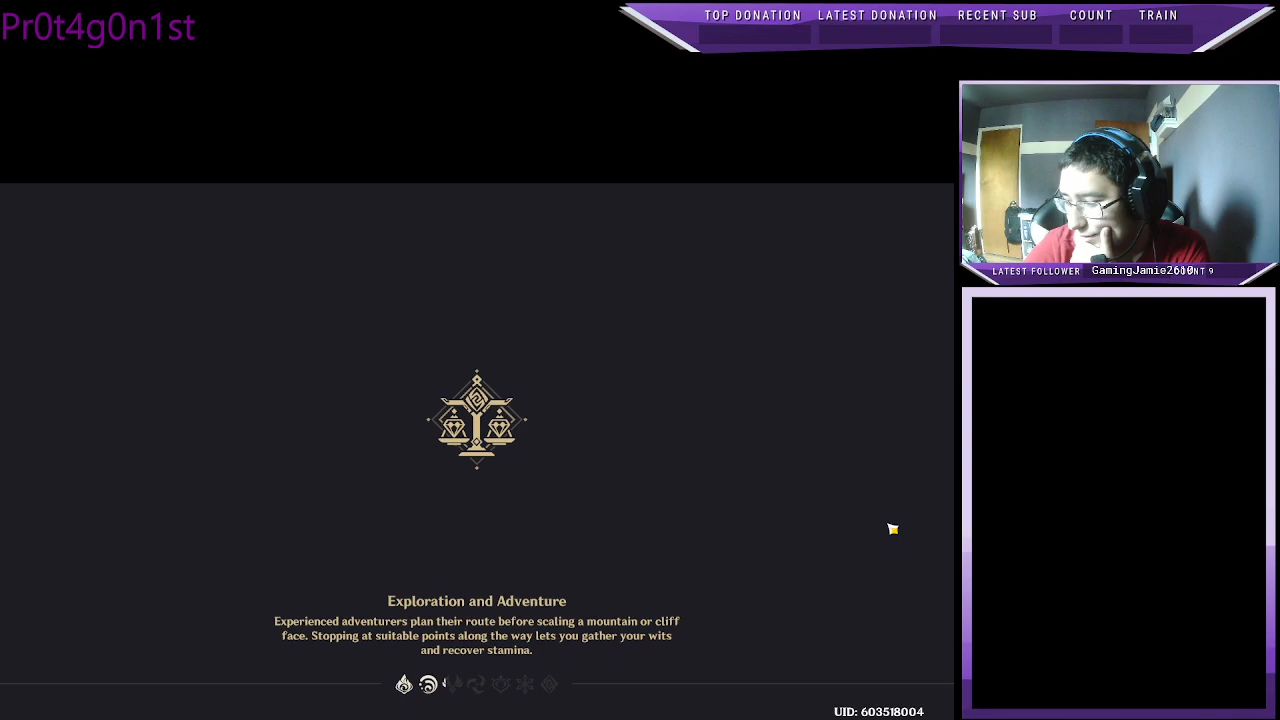 Pr0t4g0n1st
TOP DONATION LATEST DONATION RECENT SUB COUNT TRAIN
LATEST FOLLOWER GamingJamie2610 9
Exploration and Adventure
Experienced adventurers plan their route before scaling a mountain or cliff
face. Stopping at suitable points along the way lets you gather your wits
and recover stamina.
UID: 603518004